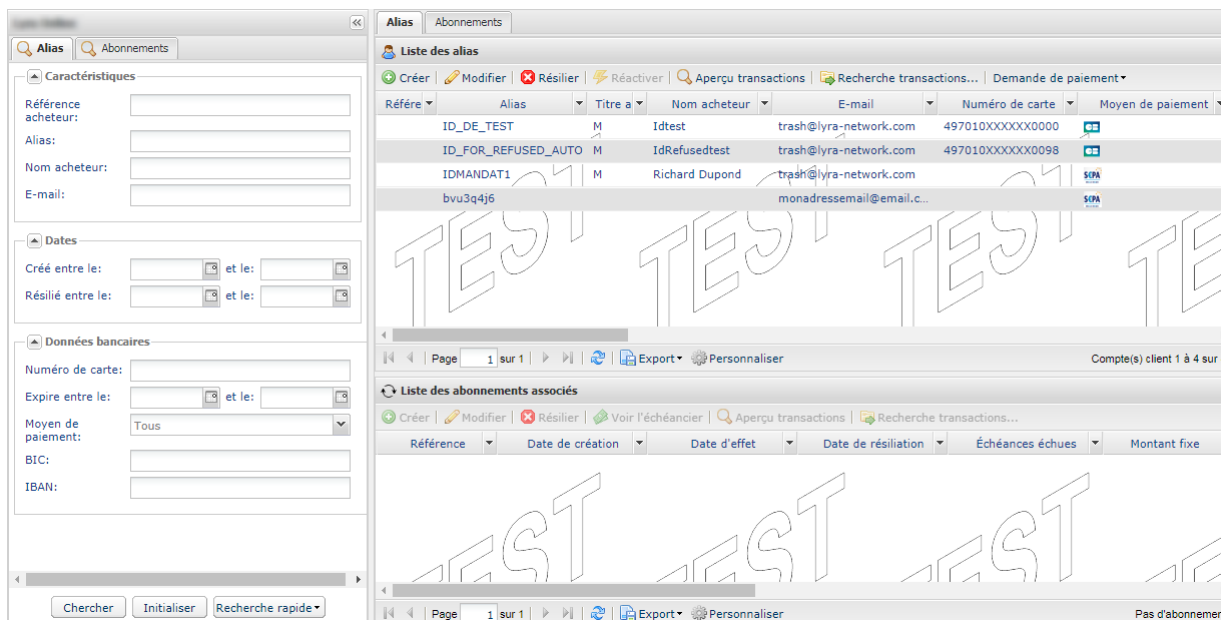 Alias Abonnements
Caractéristiques
Référence
acheteur:
Alias:
Nom acheteur:
E-mail:
Dates
Créé entre le: et le:
Résilié entre le: et le:
Données bancaires
Numéro de carte:
Expire entre le: et le:
Moyen de
paiement: Tous
BIC:
IBAN:
Chercher Initialiser Recherche rapide
Alias Abonnements
Liste des alias
Créer Modifier Résilier Réactiver Aperçu transactions Recherche transactions... Demande de paiement
Référe Alias Titre a Nom acheteur E-mail Numéro de carte Moyen de paiement
ID_DE_TEST M Idtest trash@lyra-network.com 497010XXXXXX0000 CB
ID_FOR_REFUSED_AUTO M IdRefusedtest trash@lyra-network.com 497010XXXXXX0098 CB
IDMANDAT1 M Richard Dupond trash@lyra-network.com SEPA
bvu3q4j6 monadressemail@email.c... SEPA
TEST TEST TEST TEST
Page 1 sur 1 Export Personnaliser Compte(s) client 1 à 4 sur
Liste des abonnements associés
Créer Modifier Résilier Voir l'échéancier Aperçu transactions Recherche transactions...
Référence Date de création Date d'effet Date de résiliation Échéances échues Montant fixe
TEST TEST TEST TEST
Page 1 sur 1 Export Personnaliser Pas d'abonnemen